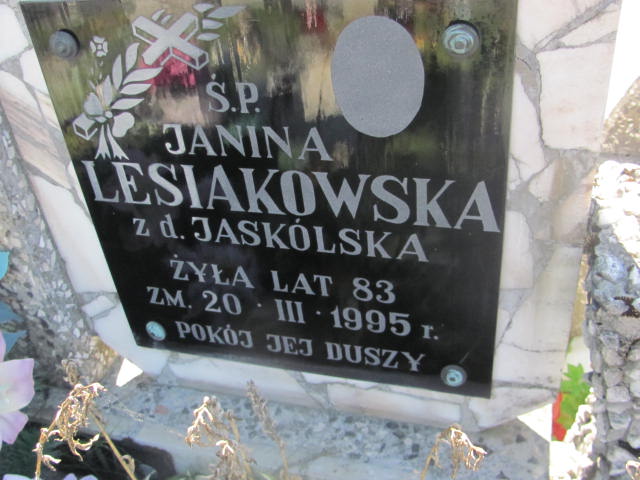 Ś.P.
JANINA
LESIAKOWSKA
z d. JASKÓLSKA
ŻYŁA LAT 83
ZM. 20 · III · 1995 r.
POKÓJ JEJ DUSZY